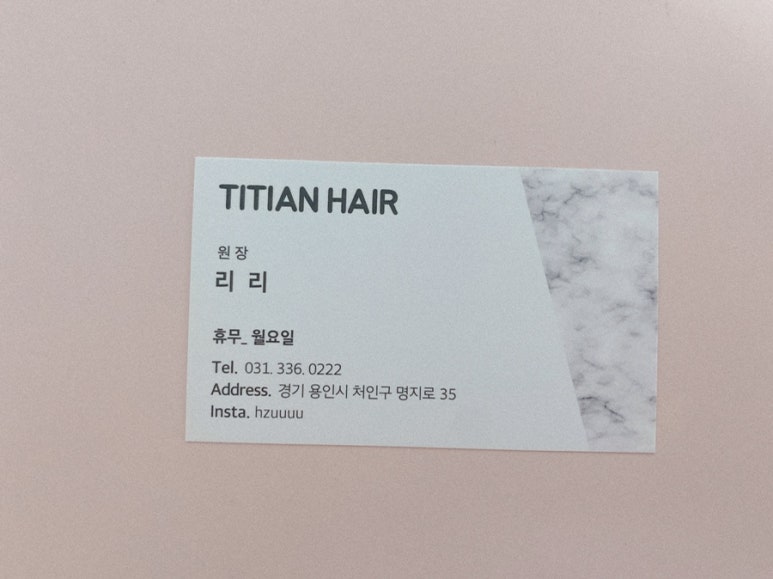 TITIAN HAIR
원 장
리 리
휴무_ 월요일
Tel. 031. 336. 0222
Address. 경기 용인시 처인구 명지로 35
Insta. hzuuuu